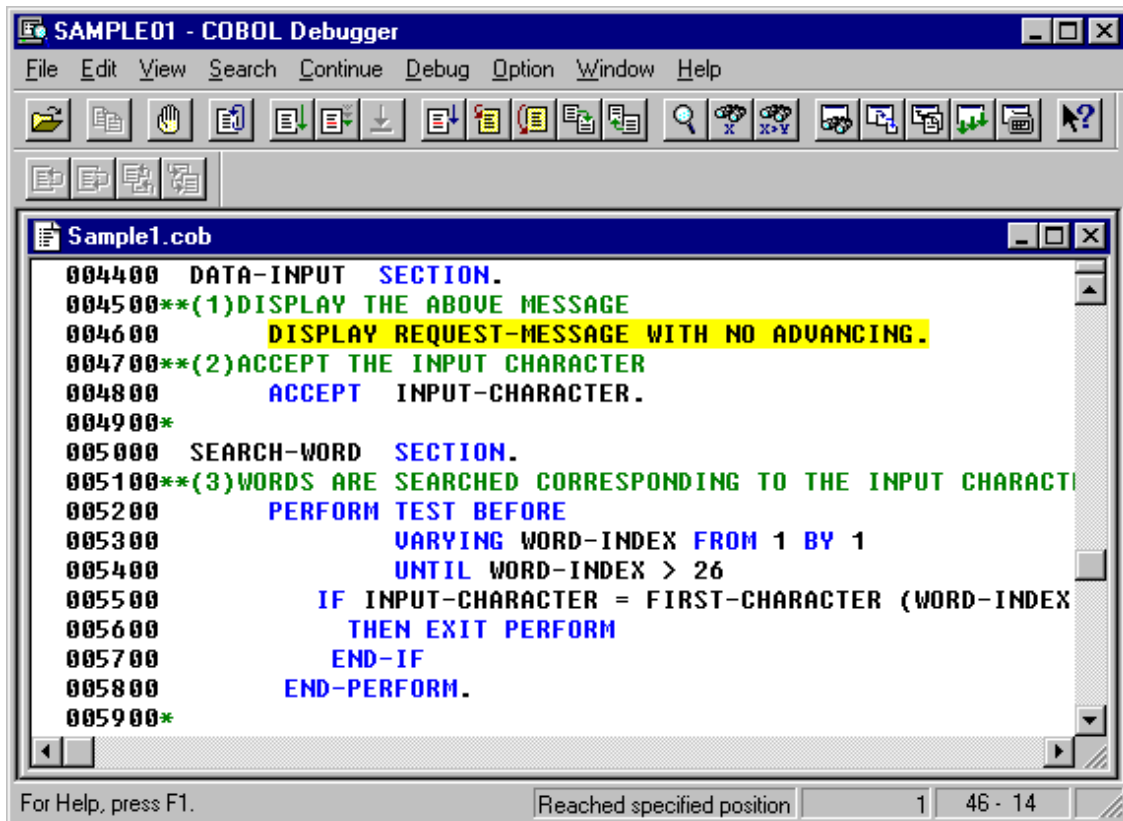 SAMPLE01 - COBOL Debugger
File Edit View Search Continue Debug Option Window Help
X X>Y
Sample1.cob
004400  DATA-INPUT  SECTION.
004500**(1)DISPLAY THE ABOVE MESSAGE
004600       DISPLAY REQUEST-MESSAGE WITH NO ADVANCING.
004700**(2)ACCEPT THE INPUT CHARACTER
004800       ACCEPT  INPUT-CHARACTER.
004900*
005000  SEARCH-WORD  SECTION.
005100**(3)WORDS ARE SEARCHED CORRESPONDING TO THE INPUT CHARACT
005200       PERFORM TEST BEFORE
005300               VARYING WORD-INDEX FROM 1 BY 1
005400               UNTIL WORD-INDEX > 26
005500          IF INPUT-CHARACTER = FIRST-CHARACTER (WORD-INDEX
005600            THEN EXIT PERFORM
005700           END-IF
005800        END-PERFORM.
005900*
For Help, press F1. Reached specified position 1 46 - 14